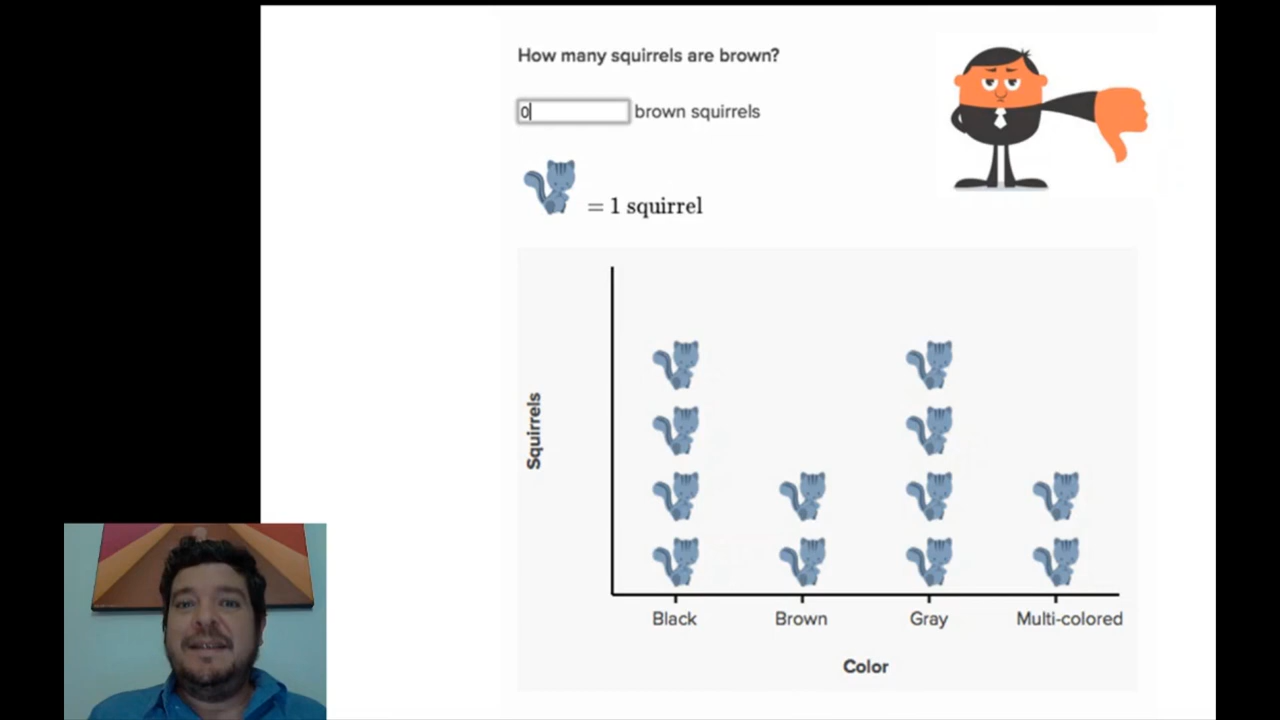 How many squirrels are brown?
0 brown squirrels
= 1 squirrel
Squirrels
Black Brown Gray Multi-colored
Color